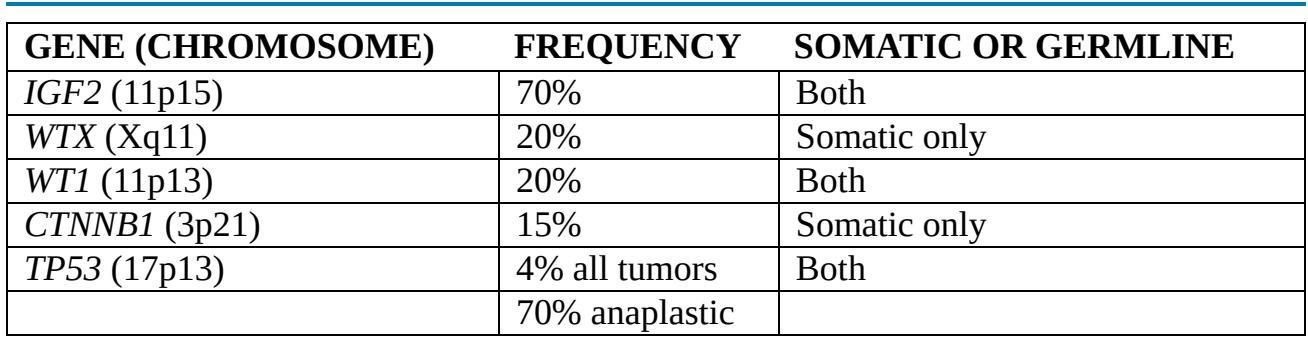 GENE (CHROMOSOME) FREQUENCY SOMATIC OR GERMLINE
IGF2 (11p15) 70% Both
WTX (Xq11) 20% Somatic only
WT1 (11p13) 20% Both
CTNNB1 (3p21) 15% Somatic only
TP53 (17p13) 4% all tumors Both
70% anaplastic